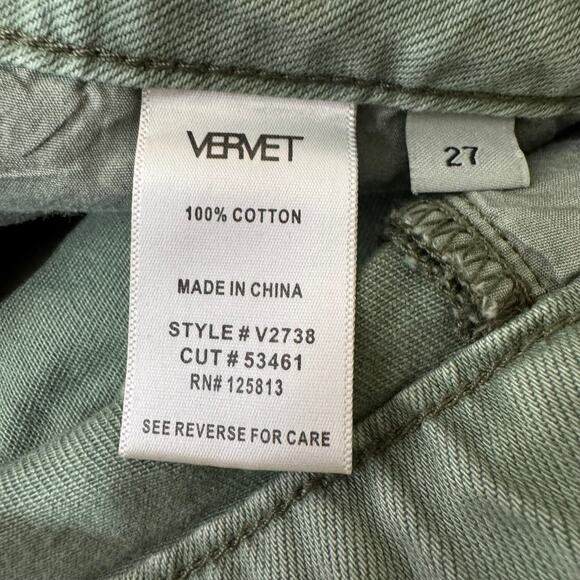 VERVET
100% COTTON
MADE IN CHINA
STYLE # V2738
CUT # 53461
RN# 125813
SEE REVERSE FOR CARE
27